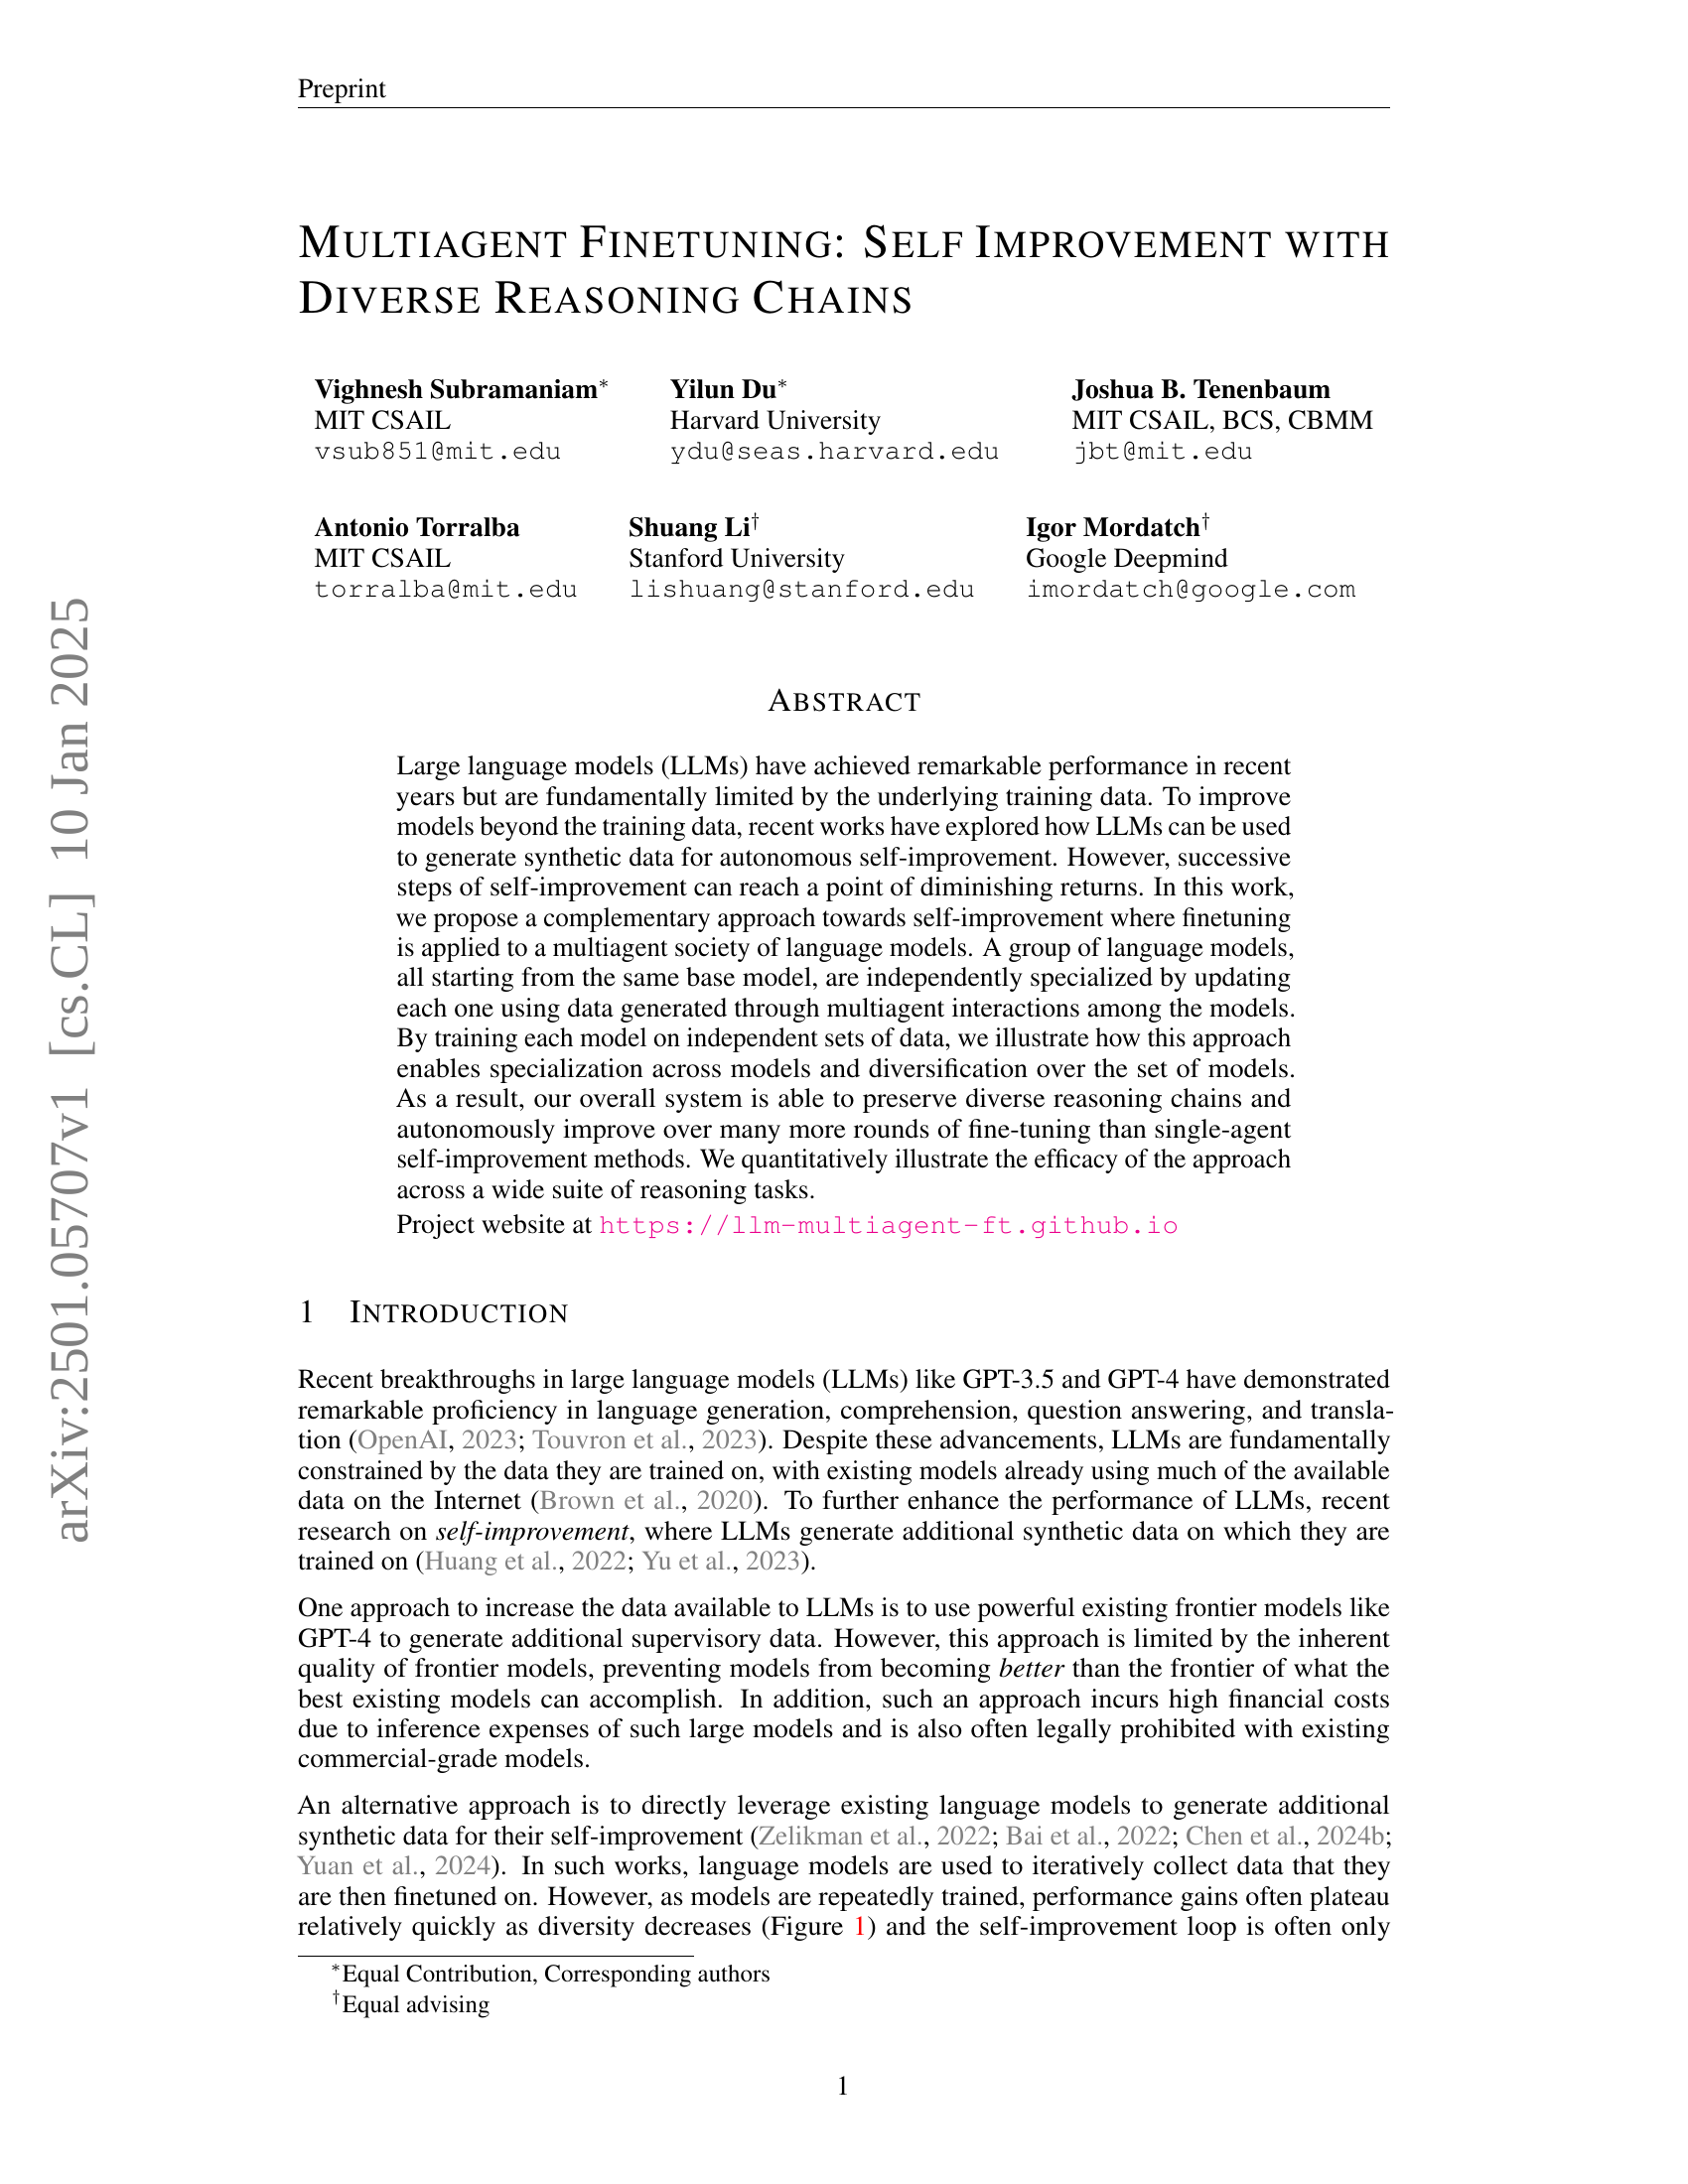 Preprint
MULTIAGENT FINETUNING: SELF IMPROVEMENT WITH
DIVERSE REASONING CHAINS
Vighnesh Subramaniam*
MIT CSAIL
vsub851@mit.edu
Yilun Du*
Harvard University
ydu@seas.harvard.edu
Joshua B. Tenenbaum
MIT CSAIL, BCS, CBMM
jbt@mit.edu
Antonio Torralba
MIT CSAIL
torralba@mit.edu
Shuang Li†
Stanford University
lishuang@stanford.edu
Igor Mordatch†
Google Deepmind
imordatch@google.com
ABSTRACT
Large language models (LLMs) have achieved remarkable performance in recent
years but are fundamentally limited by the underlying training data. To improve
models beyond the training data, recent works have explored how LLMs can be used
to generate synthetic data for autonomous self-improvement. However, successive
steps of self-improvement can reach a point of diminishing returns. In this work,
we propose a complementary approach towards self-improvement where finetuning
is applied to a multiagent society of language models. A group of language models,
all starting from the same base model, are independently specialized by updating
each one using data generated through multiagent interactions among the models.
By training each model on independent sets of data, we illustrate how this approach
enables specialization across models and diversification over the set of models.
As a result, our overall system is able to preserve diverse reasoning chains and
autonomously improve over many more rounds of fine-tuning than single-agent
self-improvement methods. We quantitatively illustrate the efficacy of the approach
across a wide suite of reasoning tasks.
Project website at https://llm-multiagent-ft.github.io
1 INTRODUCTION
Recent breakthroughs in large language models (LLMs) like GPT-3.5 and GPT-4 have demonstrated
remarkable proficiency in language generation, comprehension, question answering, and transla-
tion (OpenAI, 2023; Touvron et al., 2023). Despite these advancements, LLMs are fundamentally
constrained by the data they are trained on, with existing models already using much of the available
data on the Internet (Brown et al., 2020). To further enhance the performance of LLMs, recent
research on self-improvement, where LLMs generate additional synthetic data on which they are
trained on (Huang et al., 2022; Yu et al., 2023).
One approach to increase the data available to LLMs is to use powerful existing frontier models like
GPT-4 to generate additional supervisory data. However, this approach is limited by the inherent
quality of frontier models, preventing models from becoming better than the frontier of what the
best existing models can accomplish. In addition, such an approach incurs high financial costs
due to inference expenses of such large models and is also often legally prohibited with existing
commercial-grade models.
An alternative approach is to directly leverage existing language models to generate additional
synthetic data for their self-improvement (Zelikman et al., 2022; Bai et al., 2022; Chen et al., 2024b;
Yuan et al., 2024). In such works, language models are used to iteratively collect data that they
are then finetuned on. However, as models are repeatedly trained, performance gains often plateau
relatively quickly as diversity decreases (Figure 1) and the self-improvement loop is often only
*Equal Contribution, Corresponding authors
†Equal advising
1
arXiv:2501.05707v1 [cs.CL] 10 Jan 2025